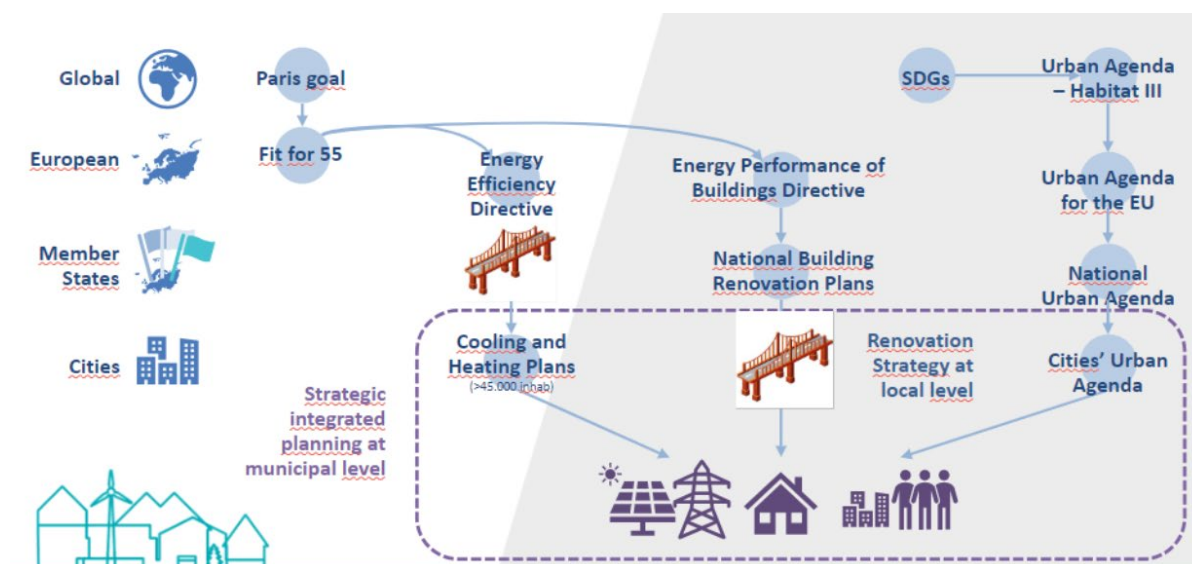 Global
Paris goal
SDGs
Urban Agenda
– Habitat III
European
Fit for 55
Energy
Efficiency
Directive
Energy Performance of
Buildings Directive
Urban Agenda
for the EU
Member
States
National Building
Renovation Plans
National
Urban Agenda
Cities
Cooling and
Heating Plans
(>45.000 inhab)
Renovation
Strategy at
local level
Cities’ Urban
Agenda
Strategic
integrated
planning at
municipal level